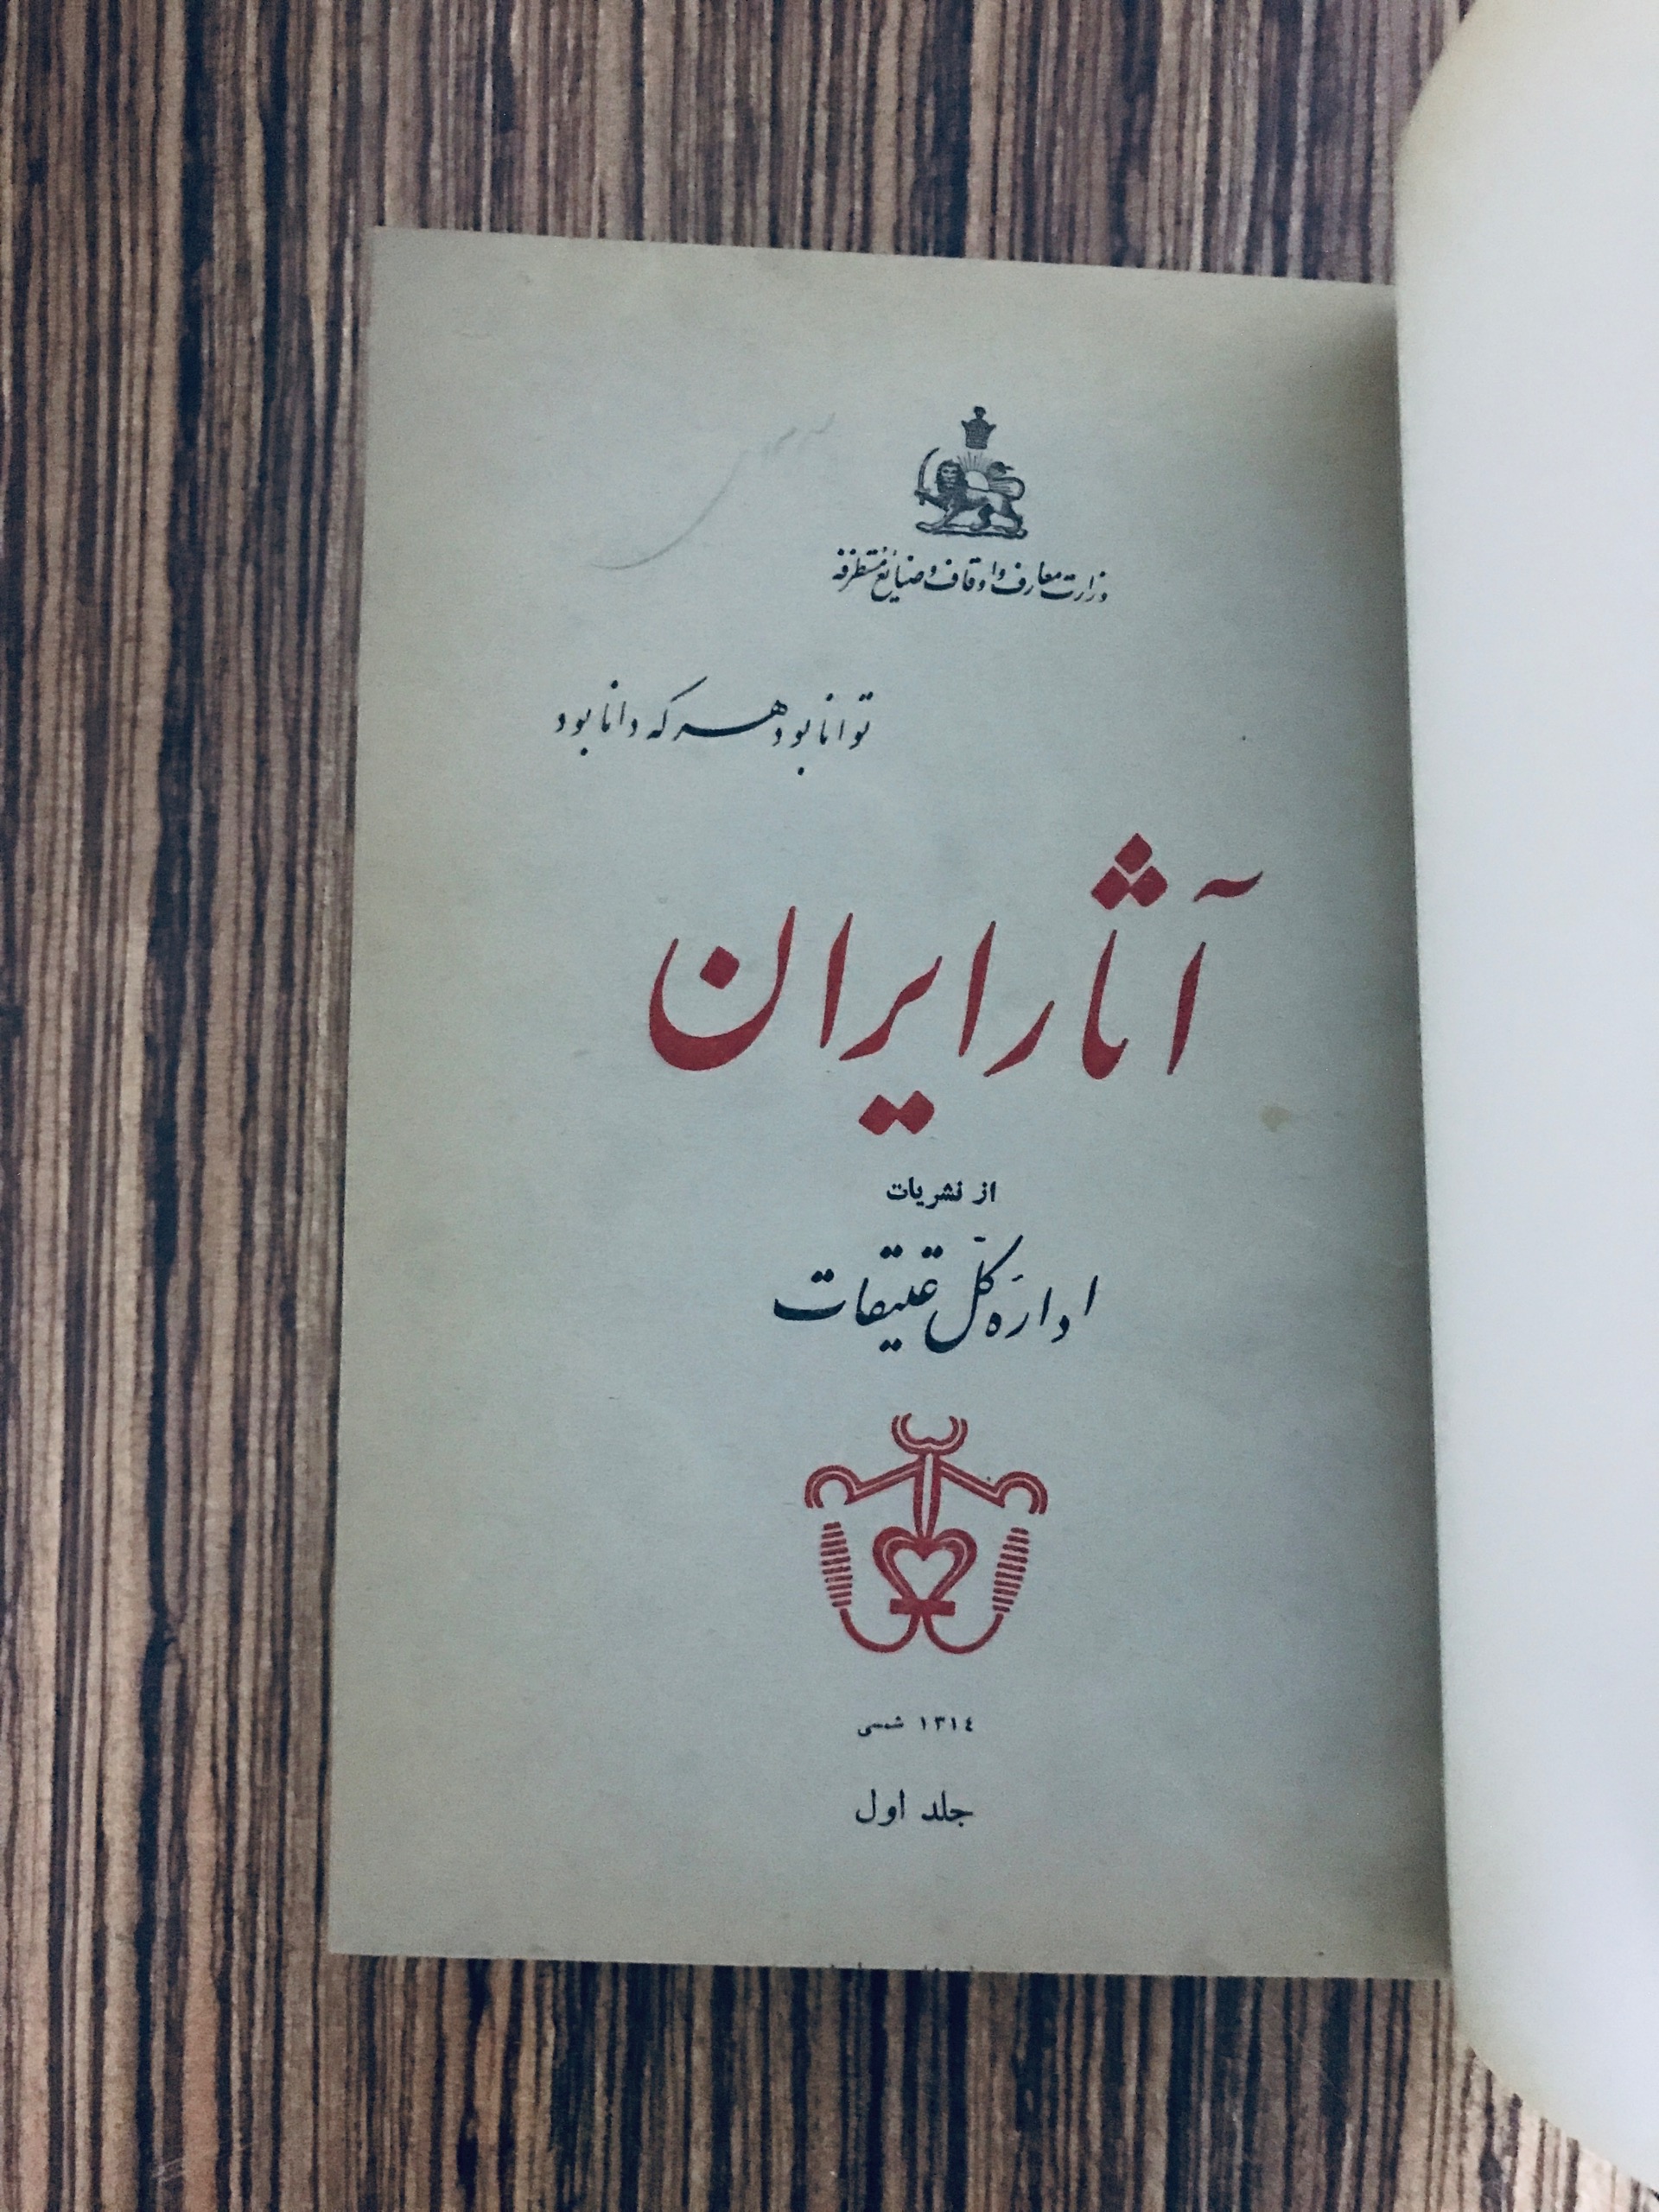 وزارت معارف و اوقاف و صنایع مستظرفه
توانا بود هر که دانا بود
آثار ایران
از نشریات
ادارهٔ کلّ عتیقات
۱۳۱٤ شمسی
جلد اول